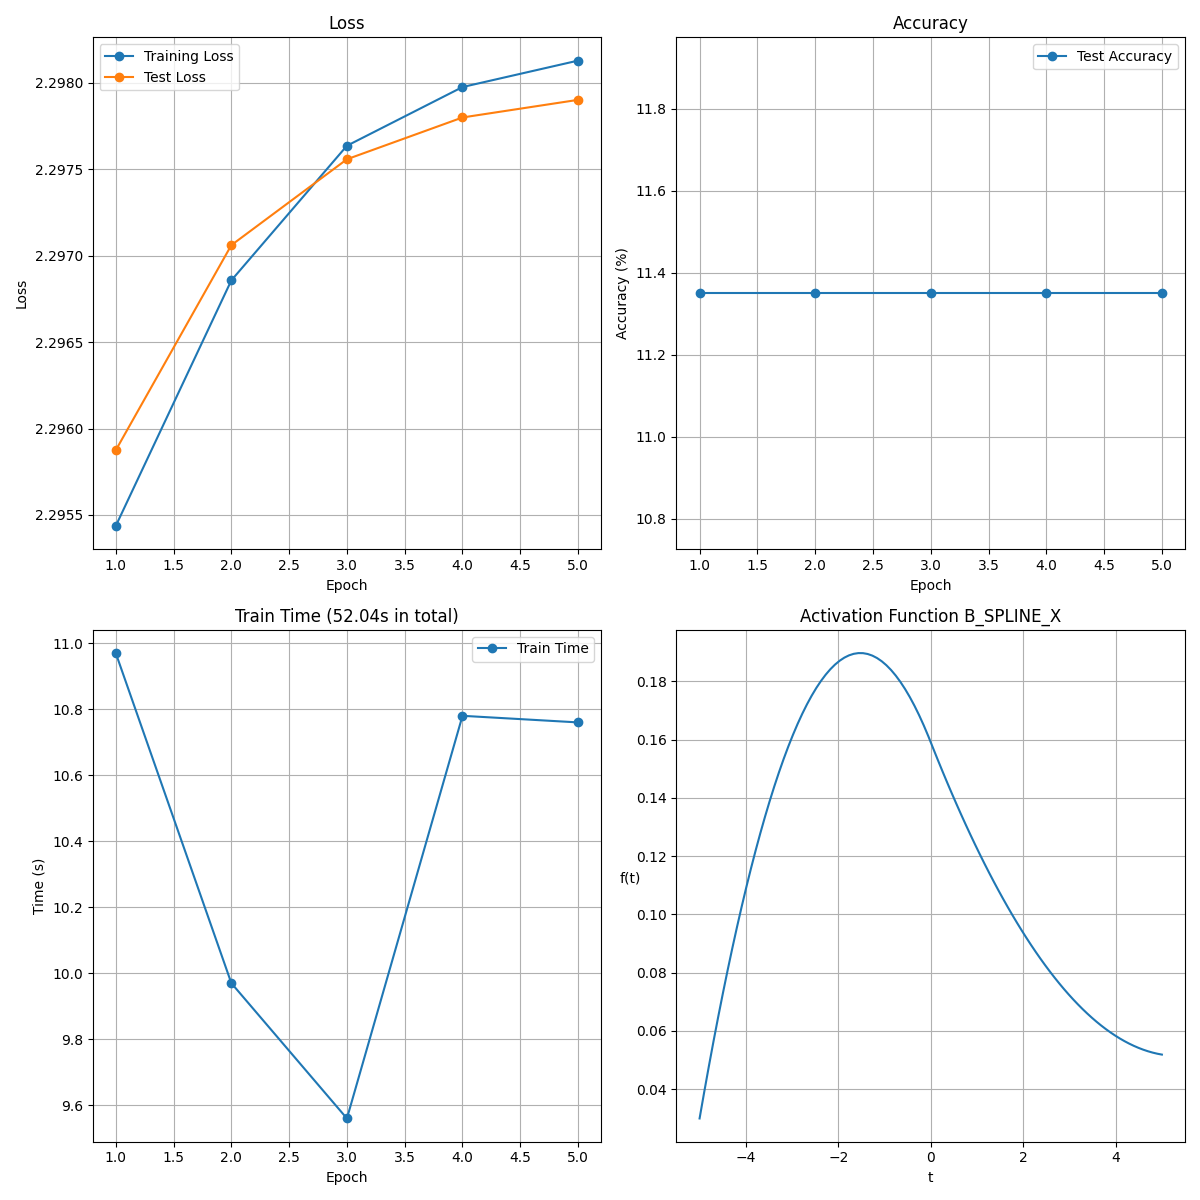 Loss
Training Loss
Test Loss
2.2980
2.2975
2.2970
2.2965
2.2960
2.2955
Loss
1.0 1.5 2.0 2.5 3.0 3.5 4.0 4.5 5.0
Epoch
Accuracy
Test Accuracy
11.8
11.6
11.4
11.2
11.0
10.8
Accuracy (%)
1.0 1.5 2.0 2.5 3.0 3.5 4.0 4.5 5.0
Epoch
Train Time (52.04s in total)
Train Time
11.0
10.8
10.6
10.4
10.2
10.0
9.8
9.6
Time (s)
1.0 1.5 2.0 2.5 3.0 3.5 4.0 4.5 5.0
Epoch
Activation Function B_SPLINE_X
0.18
0.16
0.14
0.12
0.10
0.08
0.06
0.04
f(t)
−4 −2 0 2 4
t